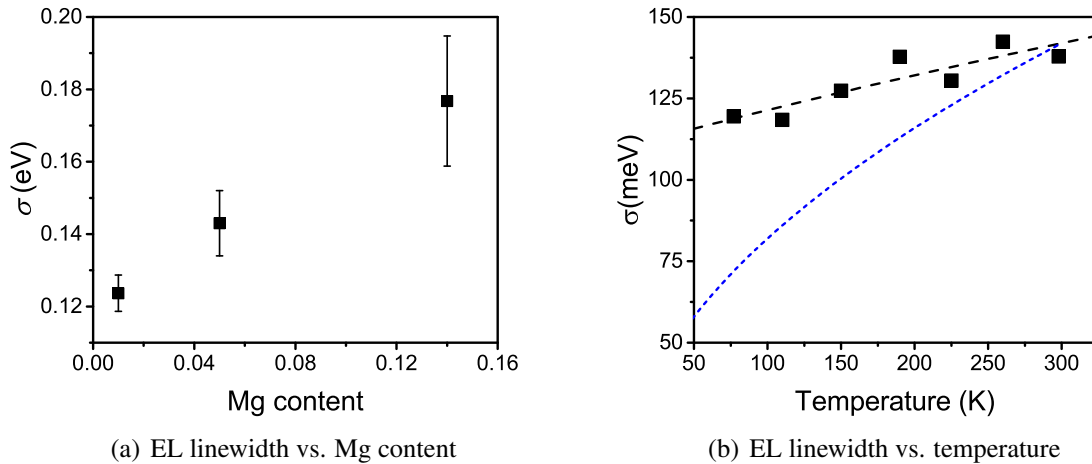 0.20
0.18
0.16
0.14
0.12
σ (eV)
0.00 0.04 0.08 0.12 0.16
Mg content
(a) EL linewidth vs. Mg content
150
125
100
75
50
σ(meV)
50 100 150 200 250 300
Temperature (K)
(b) EL linewidth vs. temperature